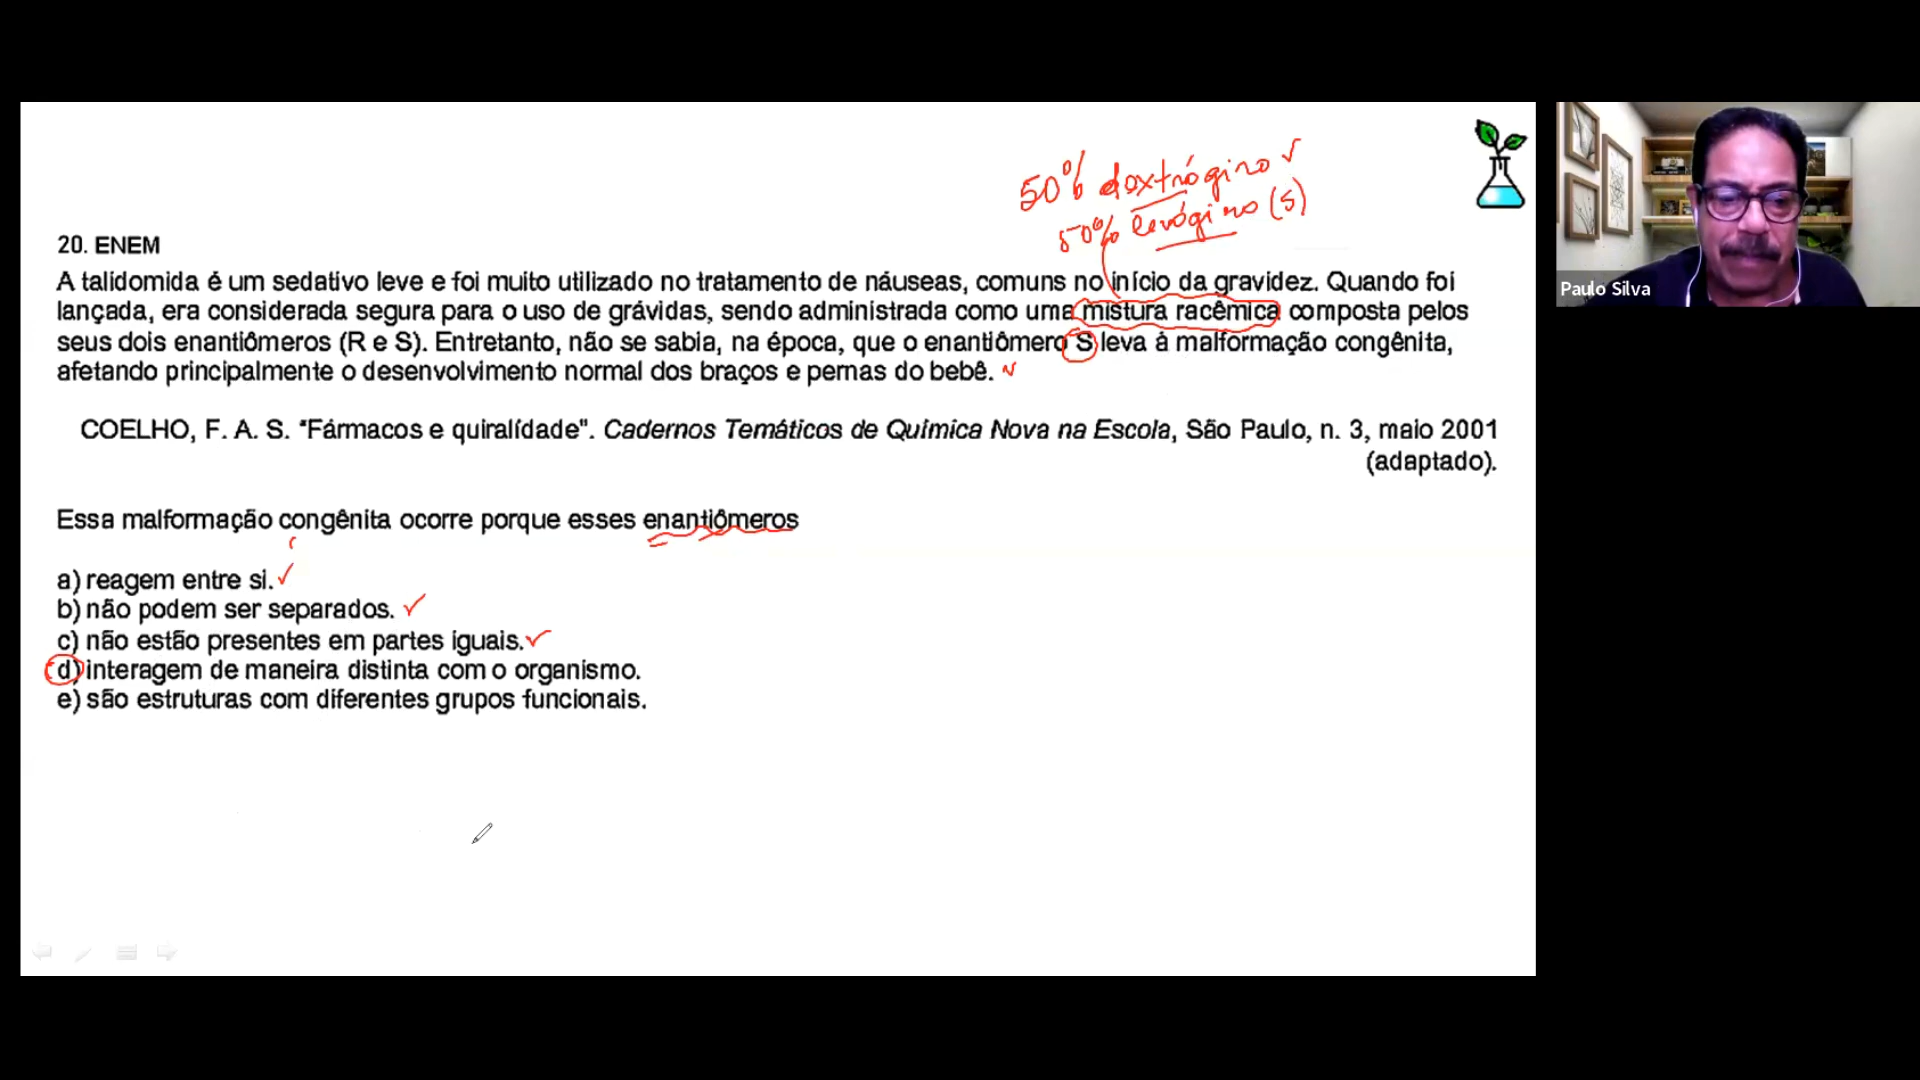 50% dextrógiro ✓
50% levógiro (S)
20. ENEM
A talidomida é um sedativo leve e foi muito utilizado no tratamento de náuseas, comuns no início da gravidez. Quando foi
lançada, era considerada segura para o uso de grávidas, sendo administrada como uma mistura racêmica composta pelos
seus dois enantiômeros (R e S). Entretanto, não se sabia, na época, que o enantiômero S leva à malformação congênita,
afetando principalmente o desenvolvimento normal dos braços e pernas do bebê.
COELHO, F. A. S. "Fármacos e quiralidade". Cadernos Temáticos de Química Nova na Escola, São Paulo, n. 3, maio 2001
(adaptado).
Essa malformação congênita ocorre porque esses enantiômeros
a) reagem entre si. ✓
b) não podem ser separados. ✓
c) não estão presentes em partes iguais. ✓
d) interagem de maneira distinta com o organismo.
e) são estruturas com diferentes grupos funcionais.
Paulo Silva